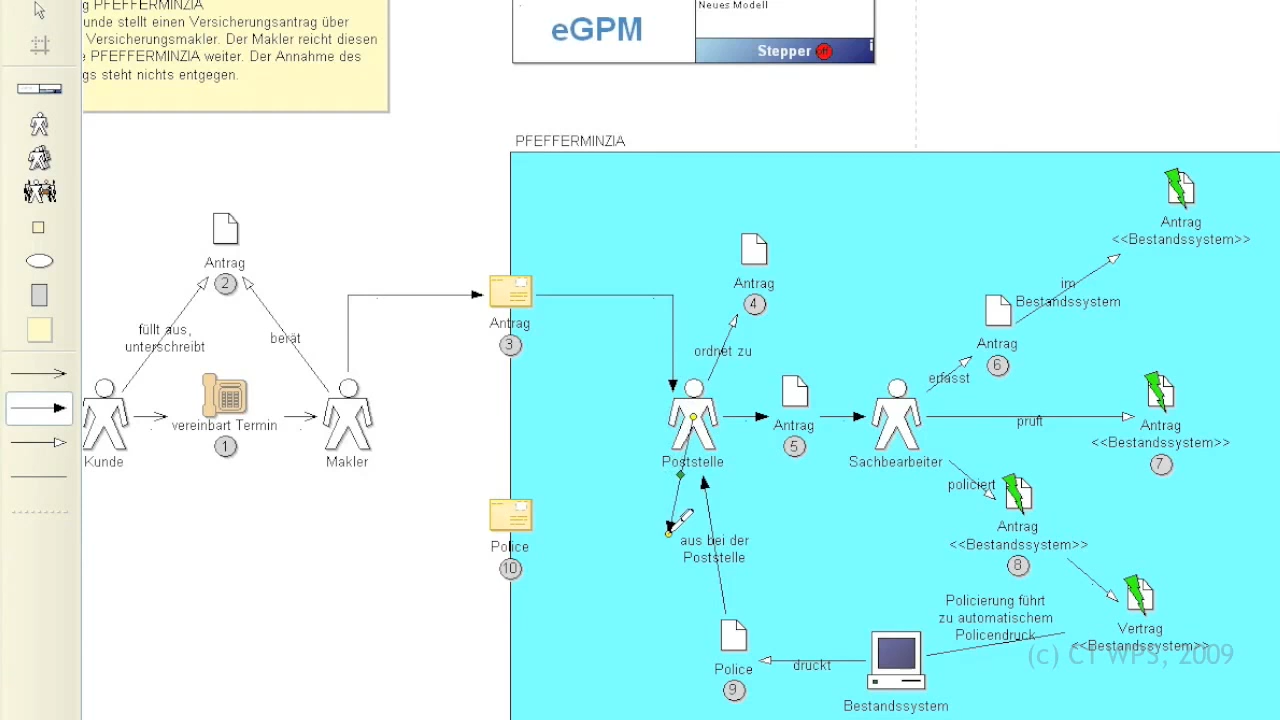 g PFEFFERMINZIA
unde stellt einen Versicherungsantrag über
Versicherungsmakler. Der Makler reicht diesen
e PFEFFERMINZIA weiter. Der Annahme des
gs steht nichts entgegen.
eGPM
Neues Modell
Stepper off
i
PFEFFERMINZIA
Antrag
<<Bestandssystem>>
Antrag
2
Antrag
4
im
Bestandssystem
füllt aus,
unterschreibt
berät
Antrag
3
ordnet zu
Antrag
6
erfasst
vereinbart Termin
1
Kunde
Makler
Poststelle
Antrag
5
Sachbearbeiter
prüft
Antrag
<<Bestandssystem>>
7
policiert
Antrag
<<Bestandssystem>>
8
Police
10
aus bei der
Poststelle
Policierung führt
zu automatischem
Policendruck
Vertrag
<<Bestandssystem>>
Police
9
druckt
Bestandssystem
(c) C1 WPS, 2009